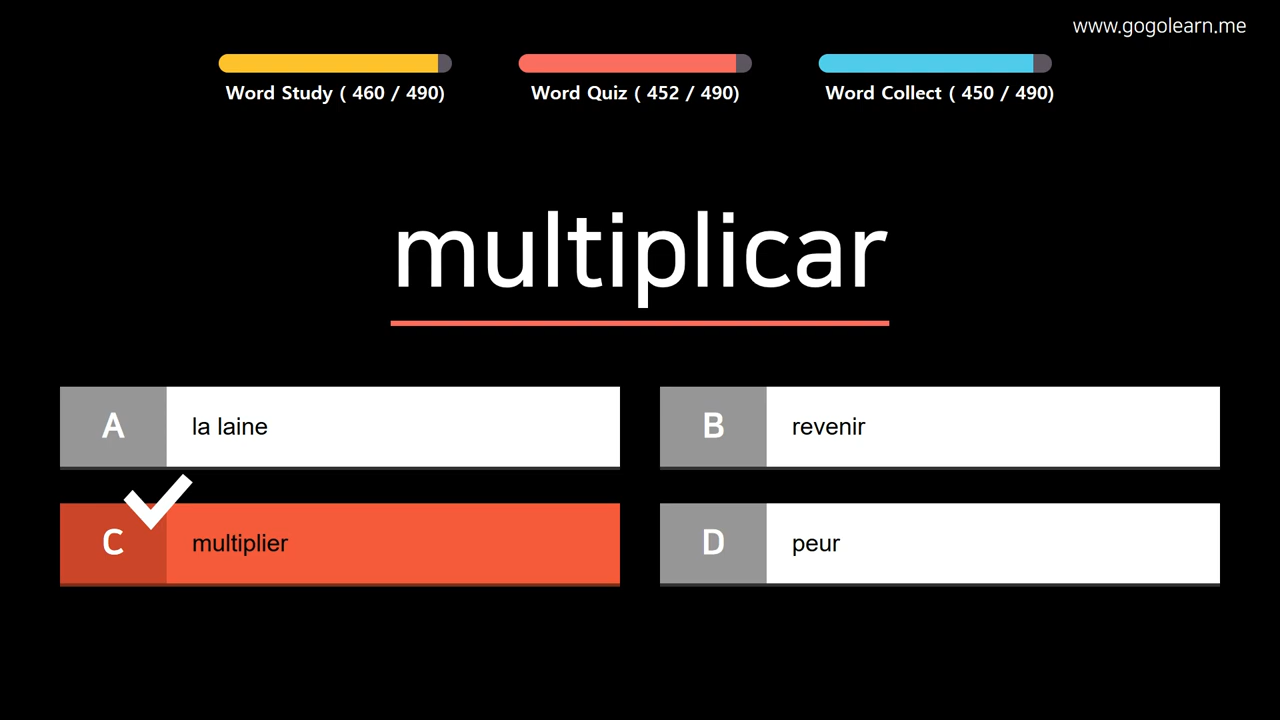 www.gogolearn.me
Word Study ( 460 / 490)
Word Quiz ( 452 / 490)
Word Collect ( 450 / 490)
multiplicar
A la laine
B revenir
C multiplier
D peur